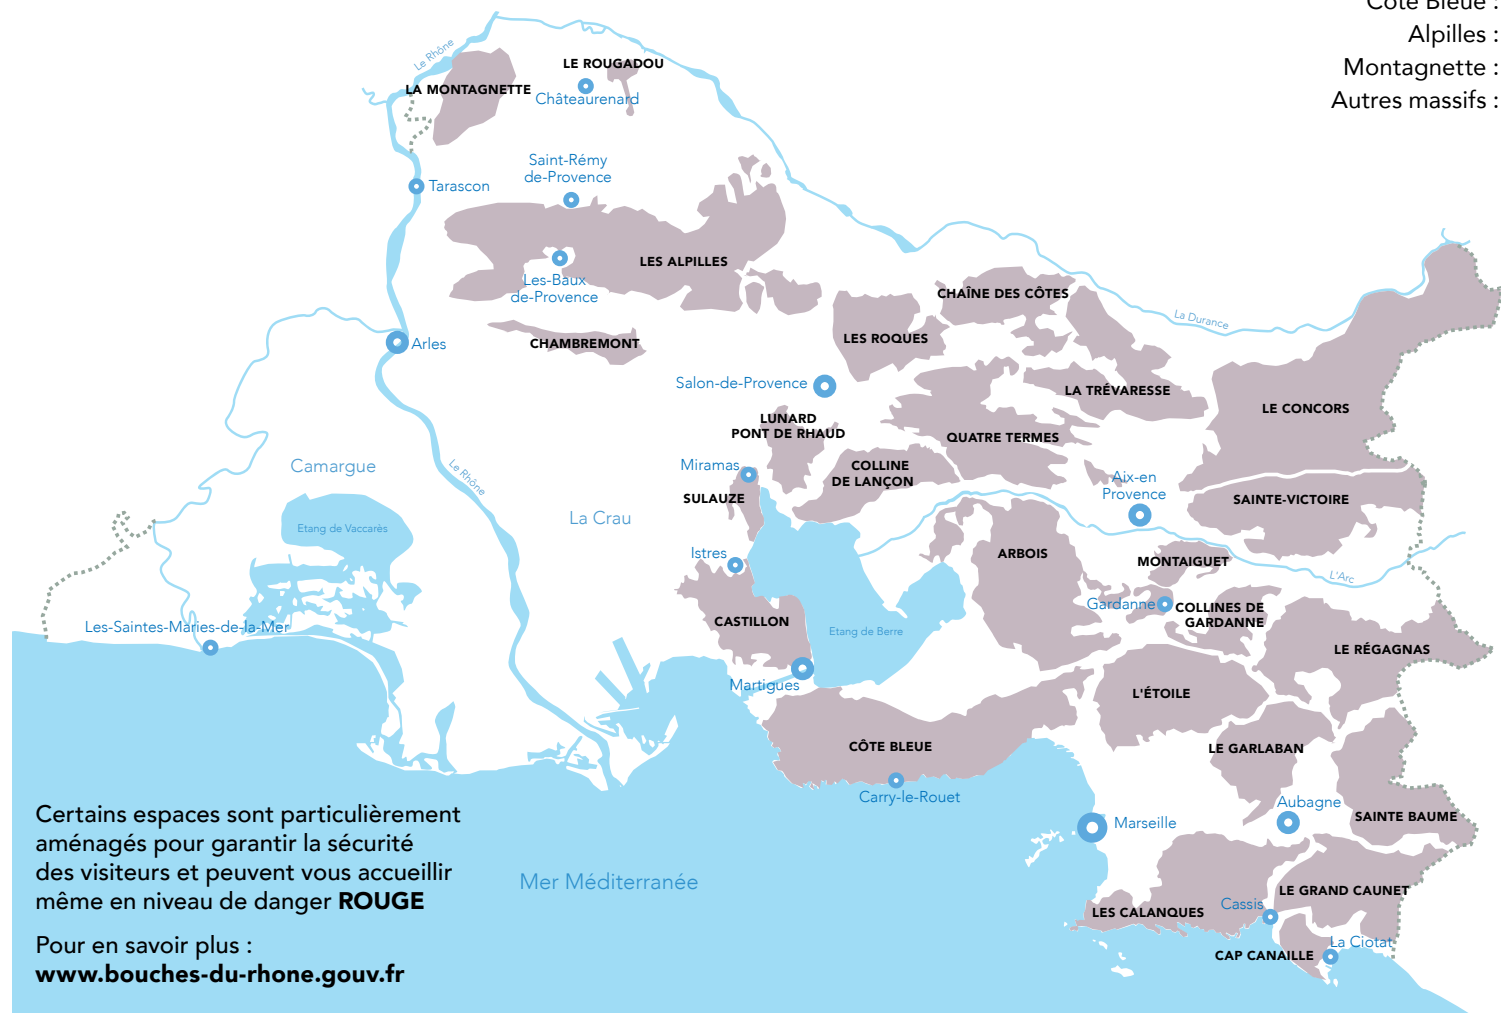 Côte Bleue :
Alpilles :
Montagnette :
Autres massifs :
Le Rhône
LE ROUGADOU
LA MONTAGNETTE
Châteaurenard
Saint-Rémy
de-Provence
Tarascon
LES ALPILLES
Les-Baux
de-Provence
CHAÎNE DES CÔTES
La Durance
Arles
CHAMBREMONT
LES ROQUES
Salon-de-Provence
LA TRÉVARESSE
LE CONCORS
LUNARD
PONT DE RHAUD
QUATRE TERMES
Camargue
Le Rhône
Miramas
COLLINE
DE LANÇON
Aix-en
Provence
SULAUZE
SAINTE-VICTOIRE
La Crau
Etang de Vaccarès
Istres
ARBOIS
MONTAIGUET
L'Arc
Gardanne
COLLINES DE
GARDANNE
CASTILLON
Etang de Berre
Les-Saintes-Maries-de-la-Mer
LE RÉGAGNAS
Martigues
L'ÉTOILE
CÔTE BLEUE
LE GARLABAN
Carry-le-Rouet
Aubagne
Marseille
SAINTE BAUME
Certains espaces sont particulièrement
aménagés pour garantir la sécurité
des visiteurs et peuvent vous accueillir
même en niveau de danger ROUGE
Mer Méditerranée
LE GRAND CAUNET
Cassis
LES CALANQUES
La Ciotat
CAP CANAILLE
Pour en savoir plus :
www.bouches-du-rhone.gouv.fr